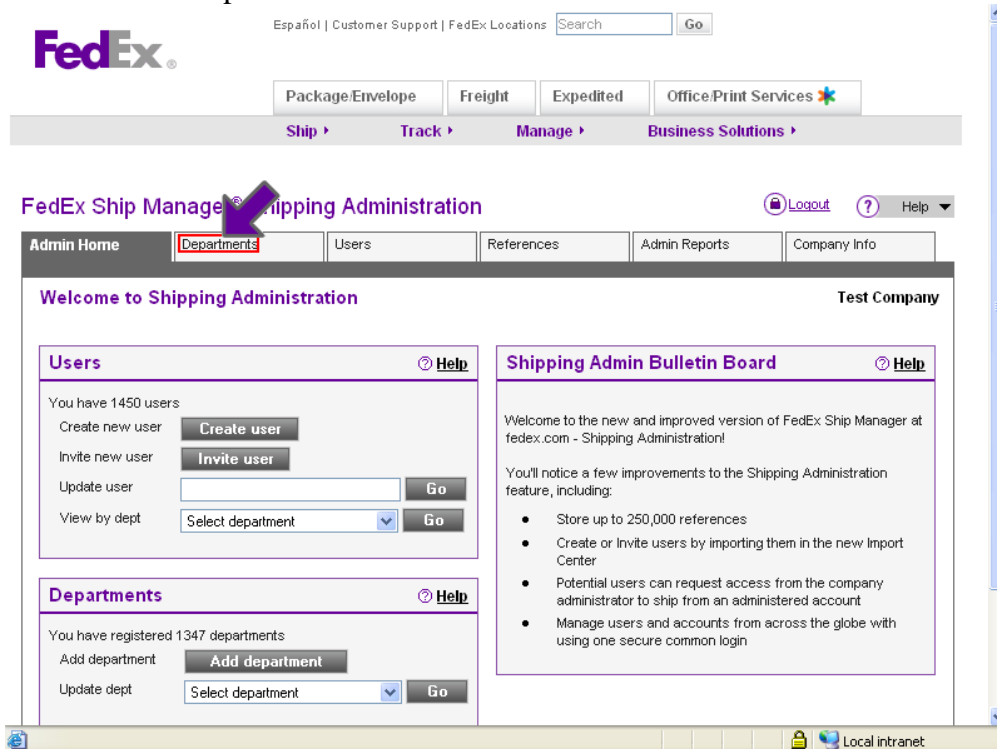 Español | Customer Support | FedEx Locations Search Go
FedEx®
Package/Envelope Freight Expedited Office/Print Services
Ship Track Manage Business Solutions
FedEx Ship Manage hipping Administration Logout ? Help
Admin Home Departments Users References Admin Reports Company Info
Welcome to Shipping Administration Test Company
Users ? Help
You have 1450 users
Create new user Create user
Invite new user Invite user
Update user Go
View by dept Select department Go
Departments ? Help
You have registered 1347 departments
Add department Add department
Update dept Select department Go
Shipping Admin Bulletin Board ? Help
Welcome to the new and improved version of FedEx Ship Manager at
fedex.com - Shipping Administration!
You'll notice a few improvements to the Shipping Administration
feature, including:
• Store up to 250,000 references
• Create or Invite users by importing them in the new Import
Center
• Potential users can request access from the company
administrator to ship from an administered account
• Manage users and accounts from across the globe with
using one secure common login
Local intranet